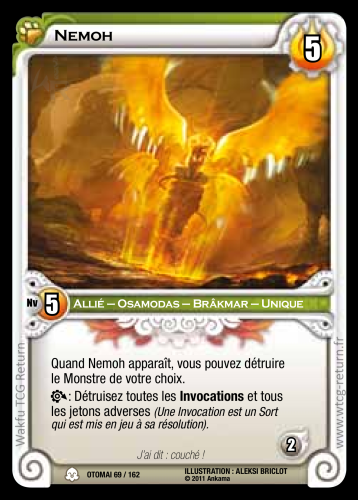 NEMOH
5
Nv 5 ALLIÉ – OSAMODAS – BRÂKMAR – UNIQUE
Quand Nemoh apparaît, vous pouvez détruire
le Monstre de votre choix.
: Détruisez toutes les Invocations et tous
les jetons adverses (Une Invocation est un Sort
qui est mis en jeu à sa résolution).
J'ai dit : couché !
2
OTOMAI 69 / 162
ILLUSTRATION : ALEKSI BRICLOT
© 2011 Ankama
Wakfu TCG Return
www.wtcg-return.fr